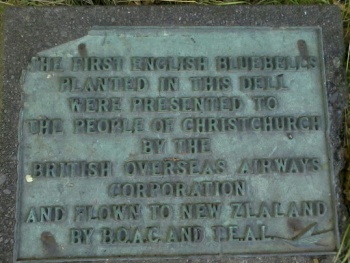 THE FIRST ENGLISH BLUEBELLS
PLANTED IN THIS DELL
WERE PRESENTED TO
THE PEOPLE OF CHRISTCHURCH
BY THE
BRITISH OVERSEAS AIRWAYS
CORPORATION
AND FLOWN TO NEW ZEALAND
BY B.O.A.C. AND T.E.A.L.